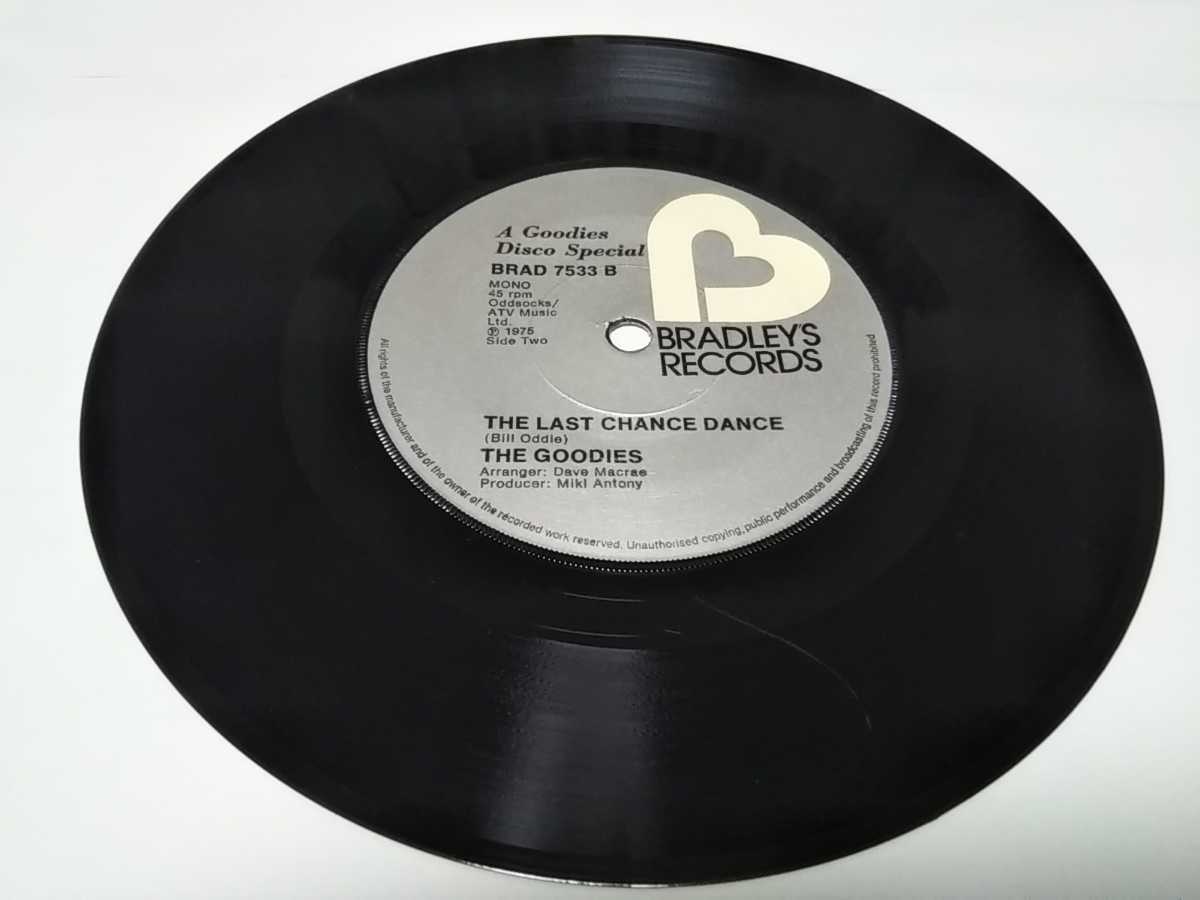 A Goodies
Disco Special
BRAD 7533 B
MONO
45 rpm
Oddsocks/
ATV Music
Ltd.
Ⓟ 1975
Side Two
BRADLEY'S
RECORDS
THE LAST CHANCE DANCE
(Bill Oddie)
THE GOODIES
Arranger: Dave Macrae
Producer: Miki Antony
All rights of the manufacturer and of the owner of the recorded work reserved. Unauthorised copying, public performance and broadcasting of this record prohibited